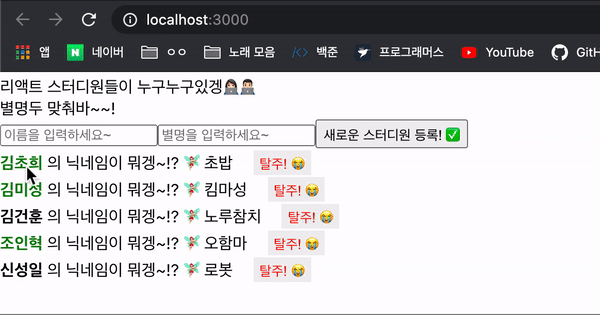 localhost:3000
앱 네이버 ㅇㅇ 노래 모음 </> 백준 프로그래머스 YouTube GitH
리액트 스터디원들이 누구누구있겡👩🏻‍💻👨🏻‍💻
별명두 맞춰바~~!
이름을 입력하세요~ 별명을 입력하세요~ 새로운 스터디원 등록! ✅
김초희 의 닉네임이 뭐겡~!? 🧚🏻 초밥 탈주! 😭
김미성 의 닉네임이 뭐겡~!? 🧚🏻 킴마성 탈주! 😭
김건훈 의 닉네임이 뭐겡~!? 🧚🏻 노루참치 탈주! 😭
조인혁 의 닉네임이 뭐겡~!? 🧚🏻 오함마 탈주! 😭
신성일 의 닉네임이 뭐겡~!? 🧚🏻 로봇 탈주! 😭